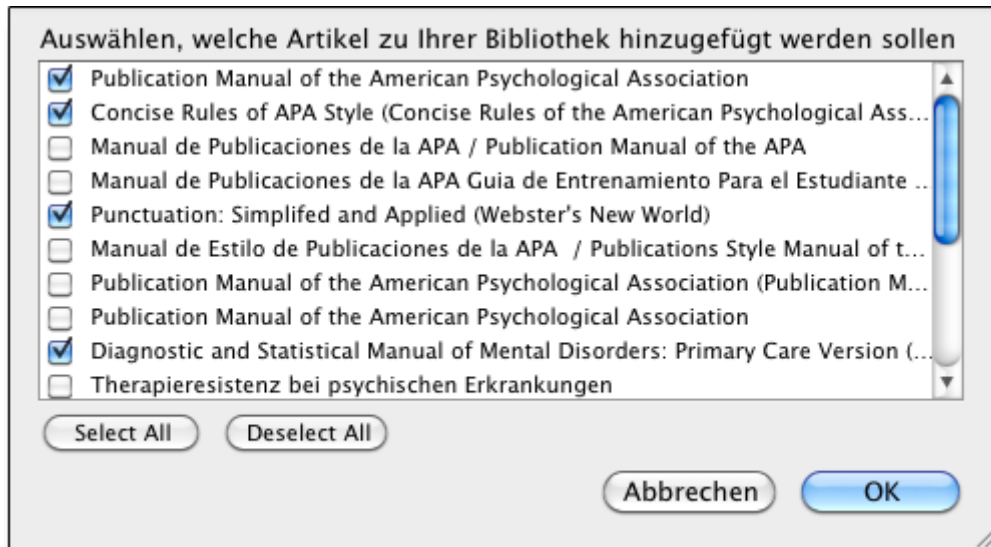 Auswählen, welche Artikel zu Ihrer Bibliothek hinzugefügt werden sollen
Publication Manual of the American Psychological Association
Concise Rules of APA Style (Concise Rules of the American Psychological Ass...
Manual de Publicaciones de la APA / Publication Manual of the APA
Manual de Publicaciones de la APA Guia de Entrenamiento Para el Estudiante ...
Punctuation: Simplifed and Applied (Webster's New World)
Manual de Estilo de Publicaciones de la APA  / Publications Style Manual of t...
Publication Manual of the American Psychological Association (Publication M...
Publication Manual of the American Psychological Association
Diagnostic and Statistical Manual of Mental Disorders: Primary Care Version (...
Therapieresistenz bei psychischen Erkrankungen
Select All Deselect All
Abbrechen OK